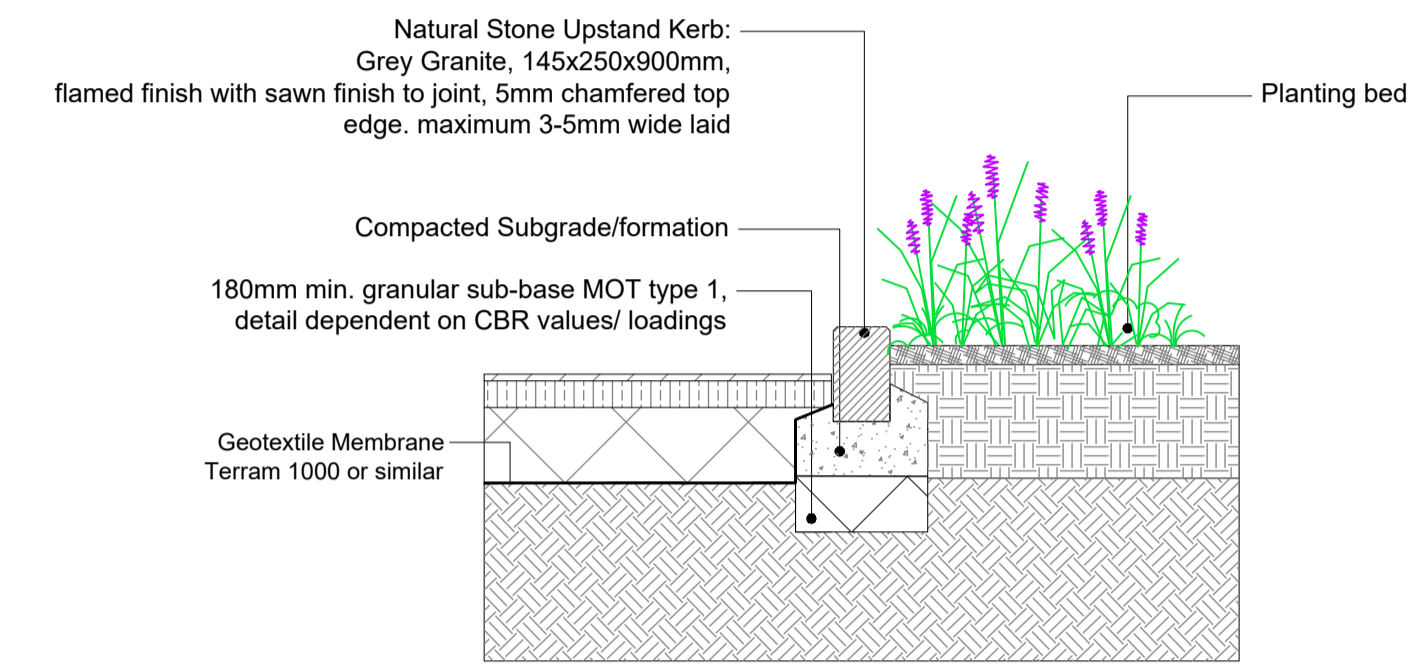 Natural Stone Upstand Kerb:
Grey Granite, 145x250x900mm,
flamed finish with sawn finish to joint, 5mm chamfered top
edge. maximum 3-5mm wide laid
Planting bed
Compacted Subgrade/formation
180mm min. granular sub-base MOT type 1,
detail dependent on CBR values/ loadings
Geotextile Membrane
Terram 1000 or similar